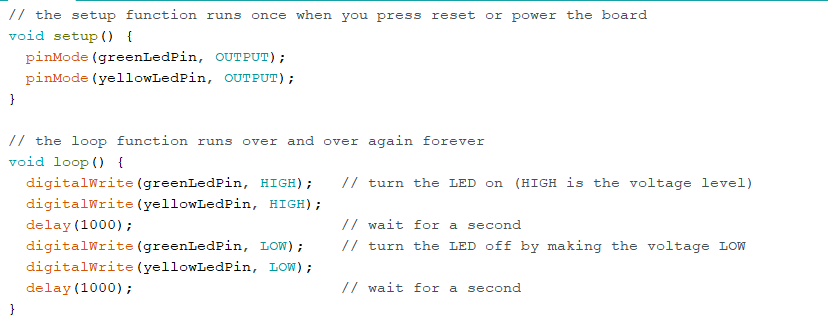 // the setup function runs once when you press reset or power the board
void setup() {
  pinMode(greenLedPin, OUTPUT);
  pinMode(yellowLedPin, OUTPUT);
}

// the loop function runs over and over again forever
void loop() {
  digitalWrite(greenLedPin, HIGH);   // turn the LED on (HIGH is the voltage level)
  digitalWrite(yellowLedPin, HIGH);
  delay(1000);                       // wait for a second
  digitalWrite(greenLedPin, LOW);    // turn the LED off by making the voltage LOW
  digitalWrite(yellowLedPin, LOW);
  delay(1000);                       // wait for a second
}